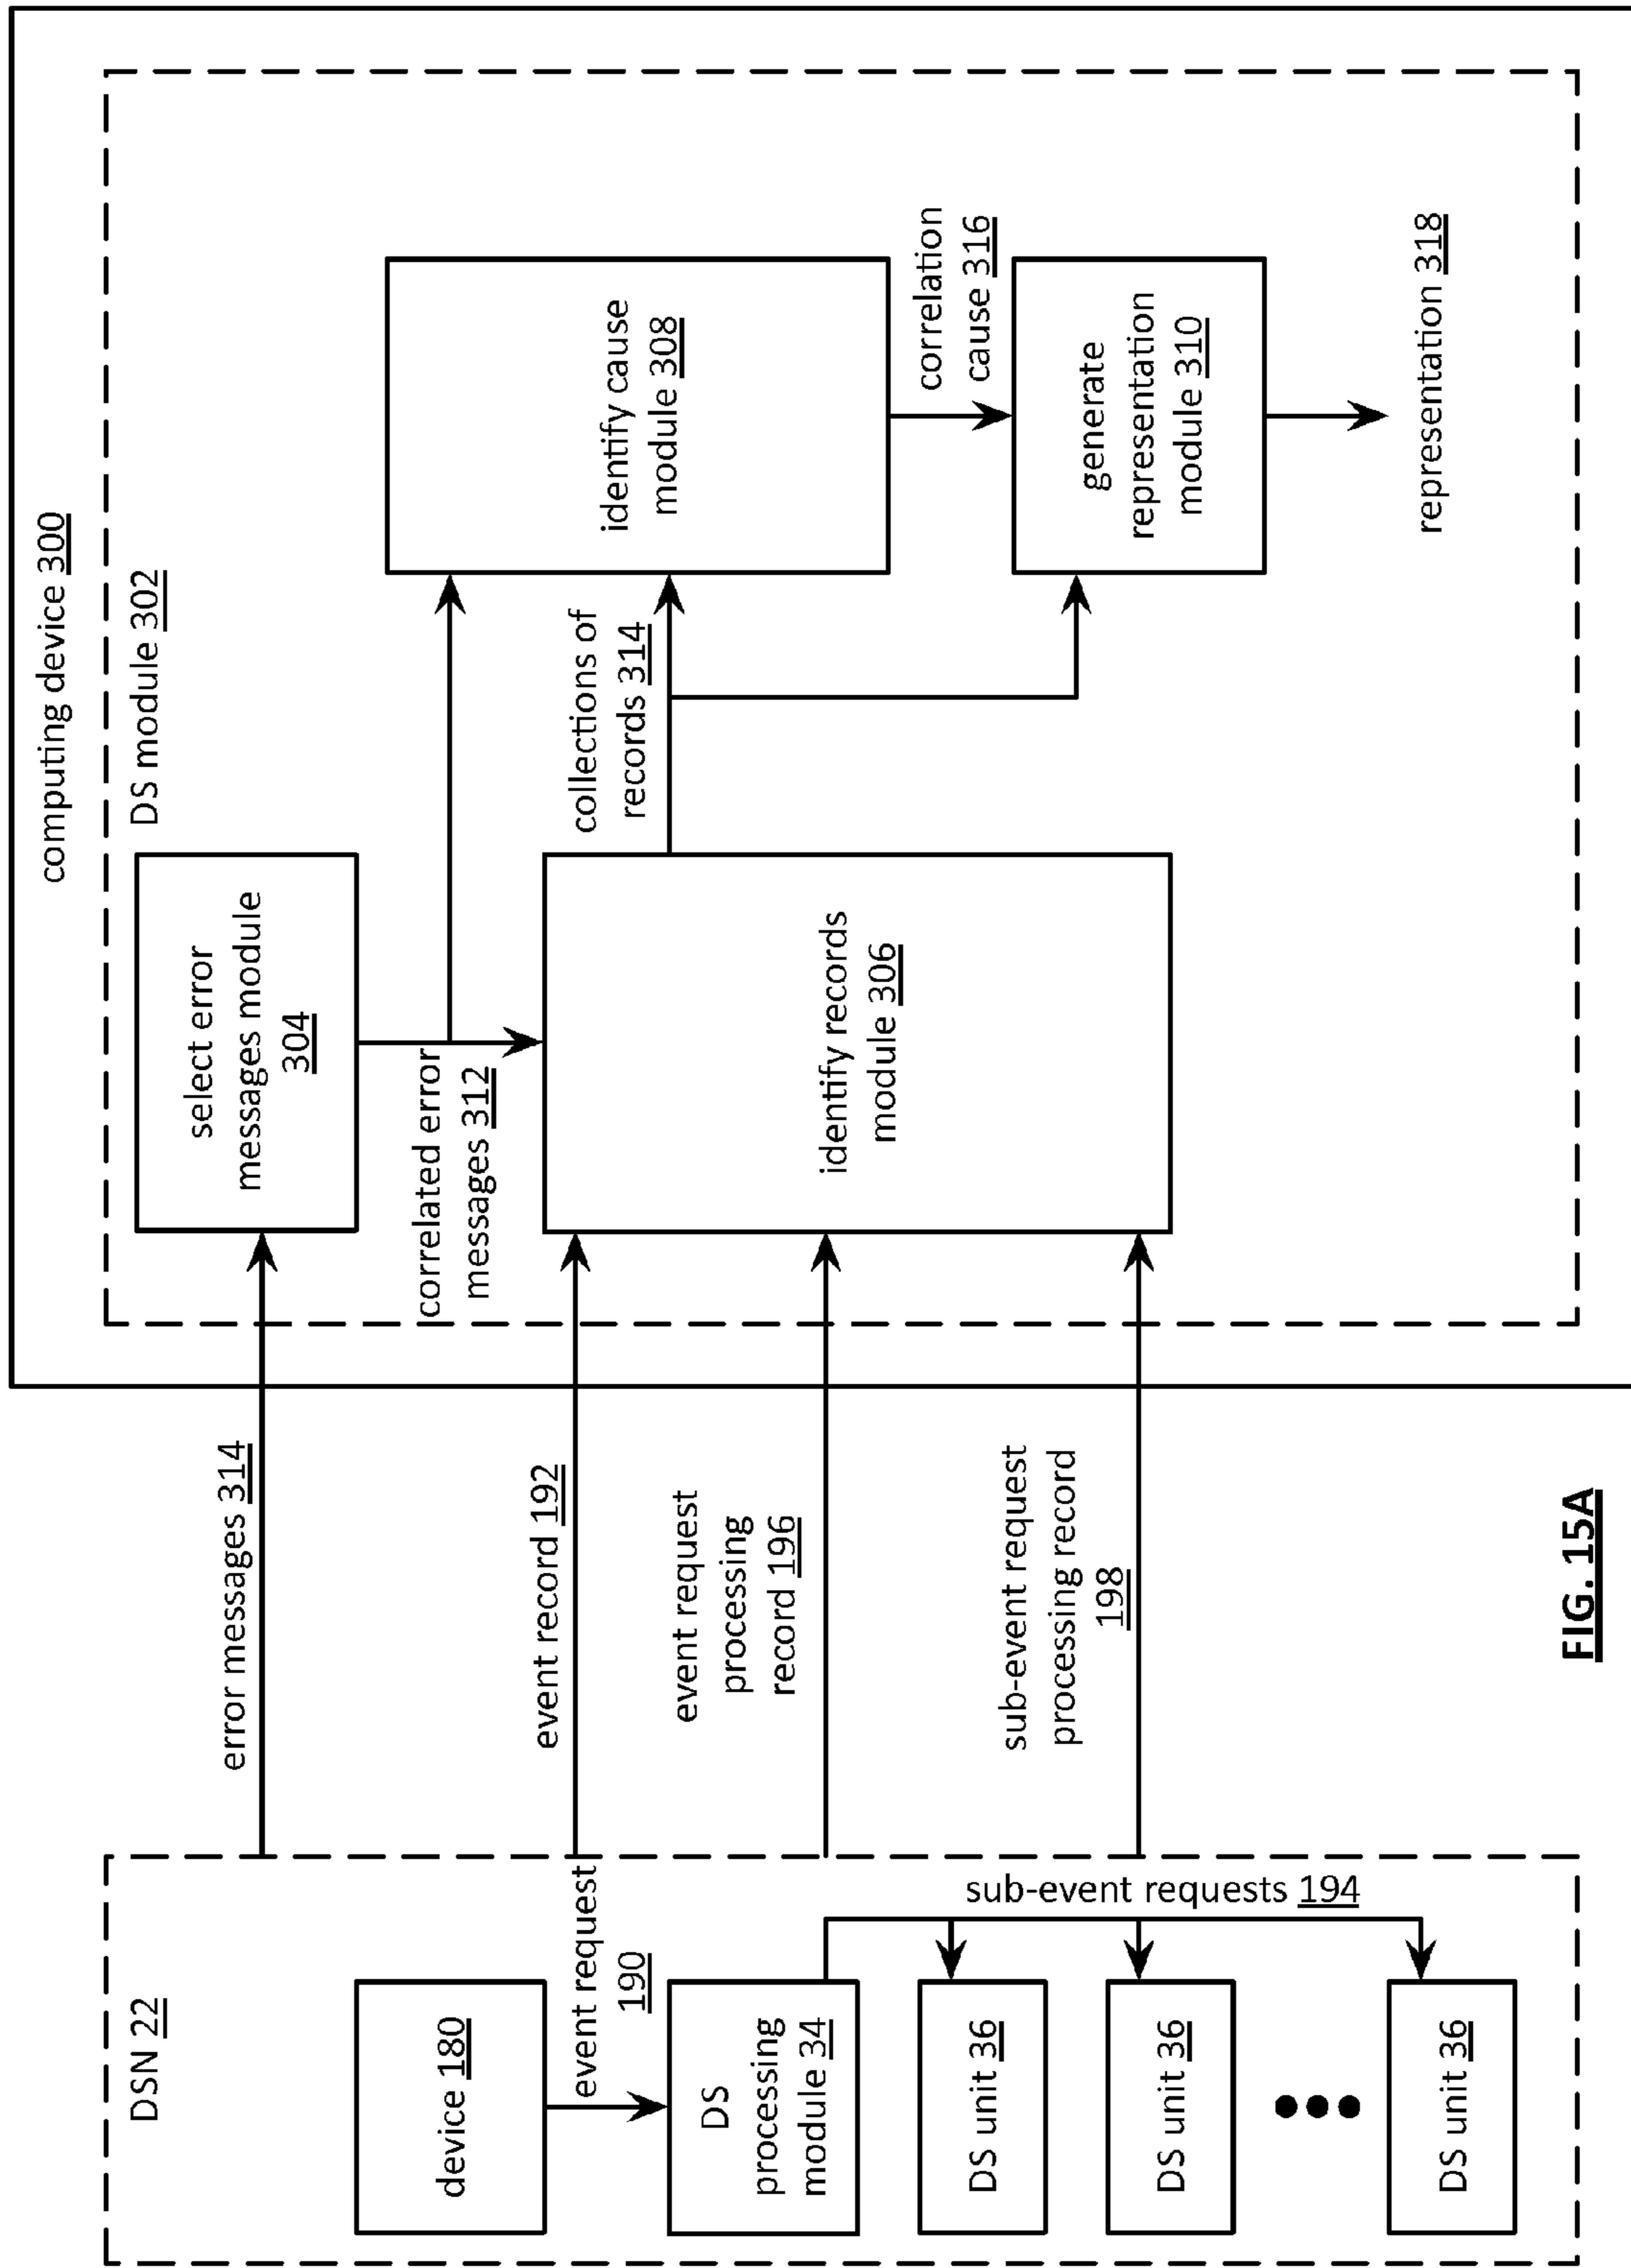 computing device 300
DSN 22
DS module 302
error messages 314
select error
messages module
304
device 180
event request
190
event record 192
correlated error
messages 312
identify cause
module 308
DS
processing
module 34
event request
processing
record 196
identify records
module 306
collections of
records 314
correlation
cause 316
sub-event requests 194
DS unit 36
DS unit 36
DS unit 36
sub-event request
processing record
198
generate
representation
module 310
representation 318
FIG. 15A